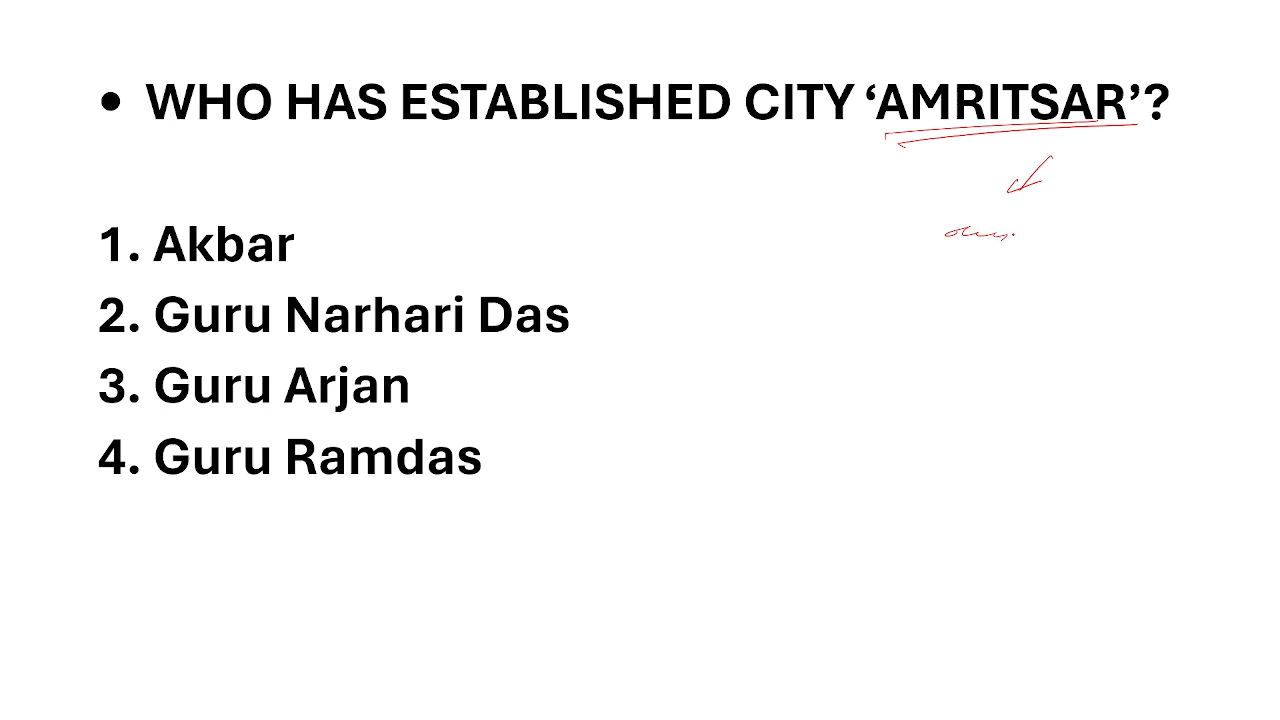 • WHO HAS ESTABLISHED CITY ‘AMRITSAR’?
1. Akbar
2. Guru Narhari Das
3. Guru Arjan
4. Guru Ramdas